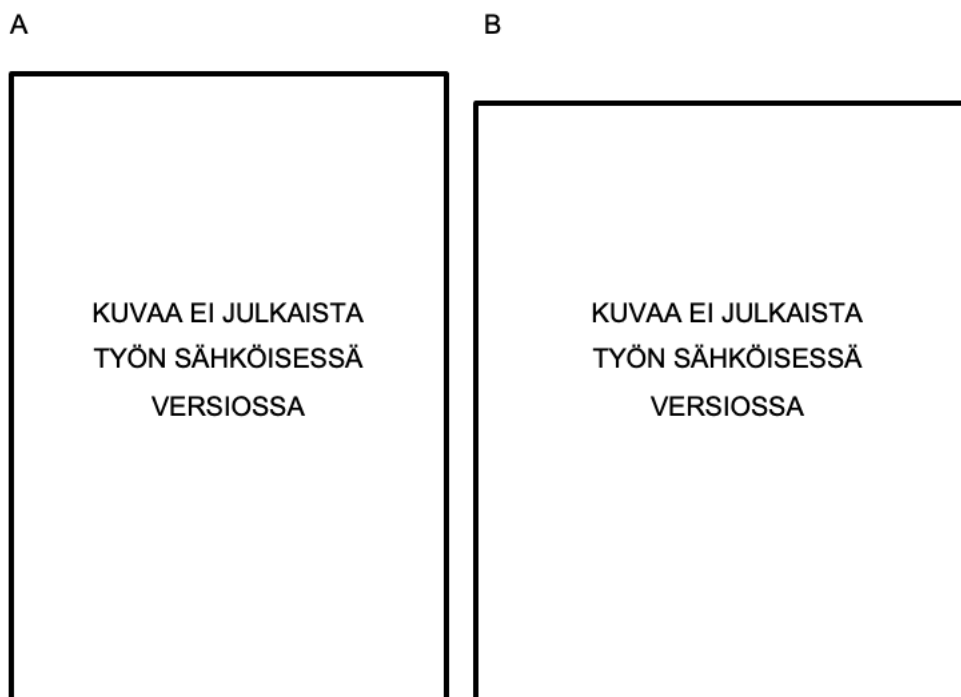 A
B
KUVAA EI JULKAISTA
TYÖN SÄHKÖISESSÄ
VERSIOSSA
KUVAA EI JULKAISTA
TYÖN SÄHKÖISESSÄ
VERSIOSSA